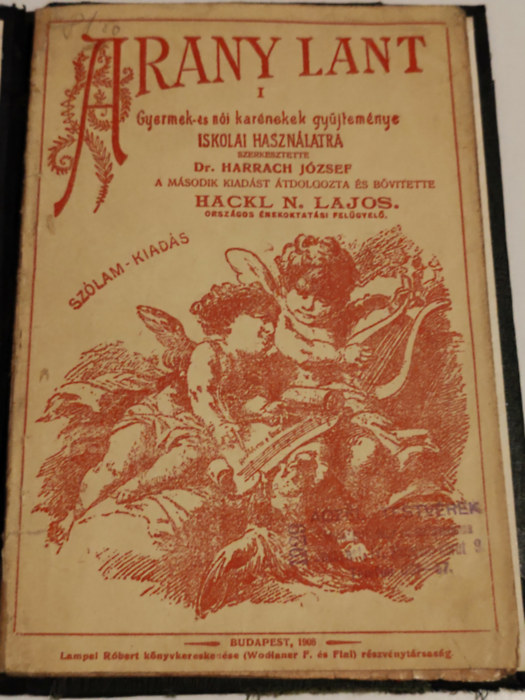 ARANY LANT
I
Gyermek-és női karénekek gyűjteménye
ISKOLAI HASZNÁLATRA
SZERKESZTETTE
Dr. HARRACH JÓZSEF
A MÁSODIK KIADÁST ÁTDOLGOZTA ÉS BŐVITETTE
HACKL N. LAJOS.
ORSZÁGOS ÉNEKOKTATÁSI FELÜGYELŐ.
SZÓLAM-KIADÁS
BUDAPEST, 1908
Lampel Róbert könyvkereskedése (Wodianer F. és Fiai) részvénytársaság.